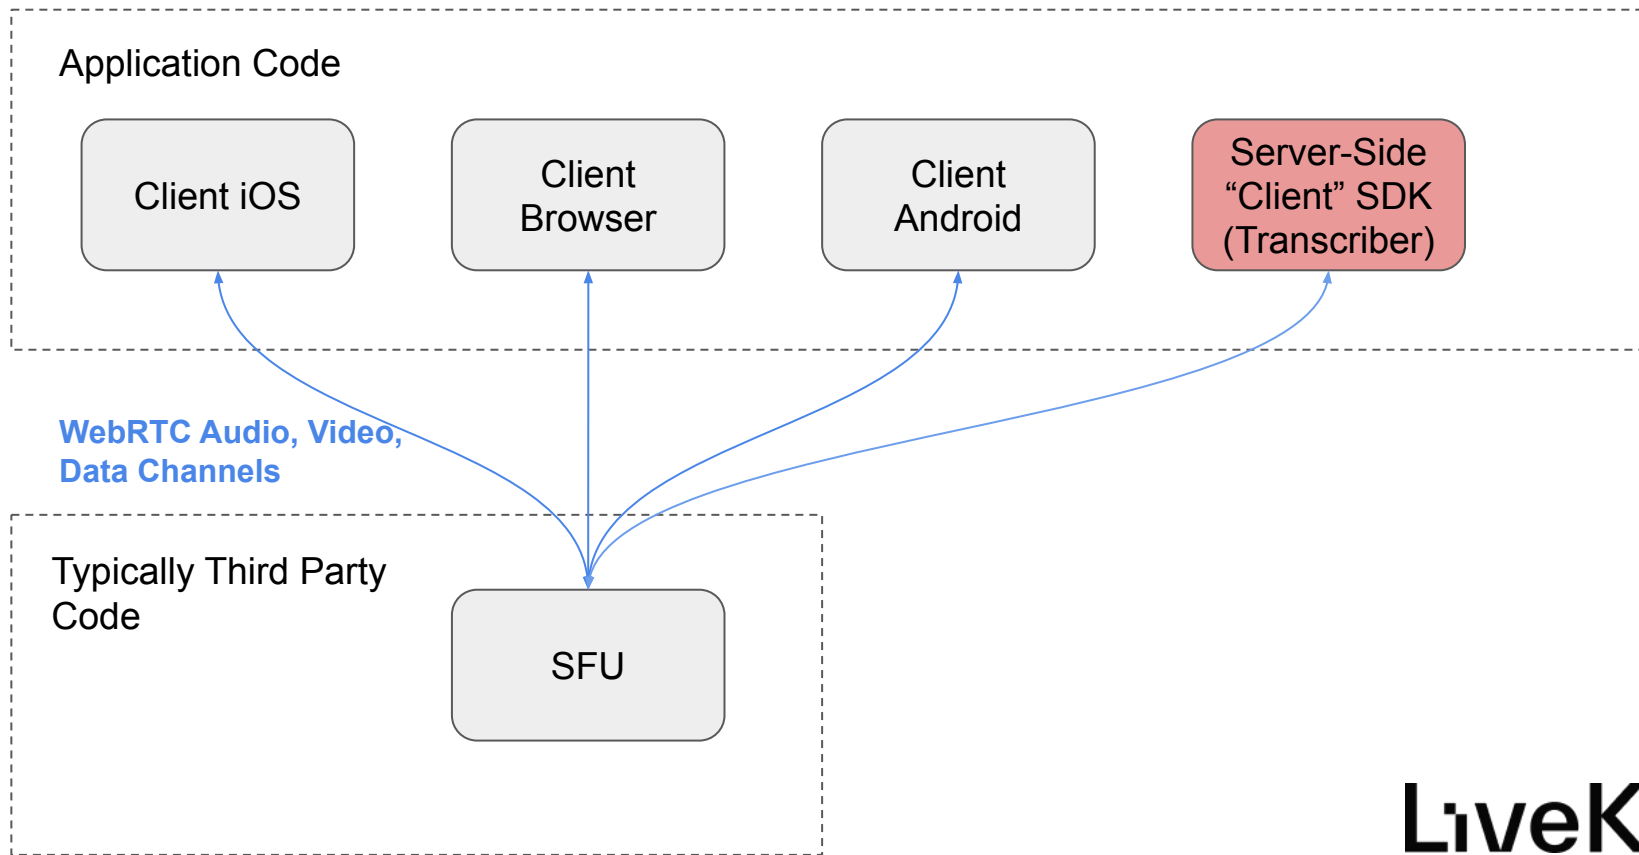 Application Code
Client iOS
Client
Browser
Client
Android
Server-Side
“Client” SDK
(Transcriber)
WebRTC Audio, Video,
Data Channels
Typically Third Party
Code
SFU
LiveK